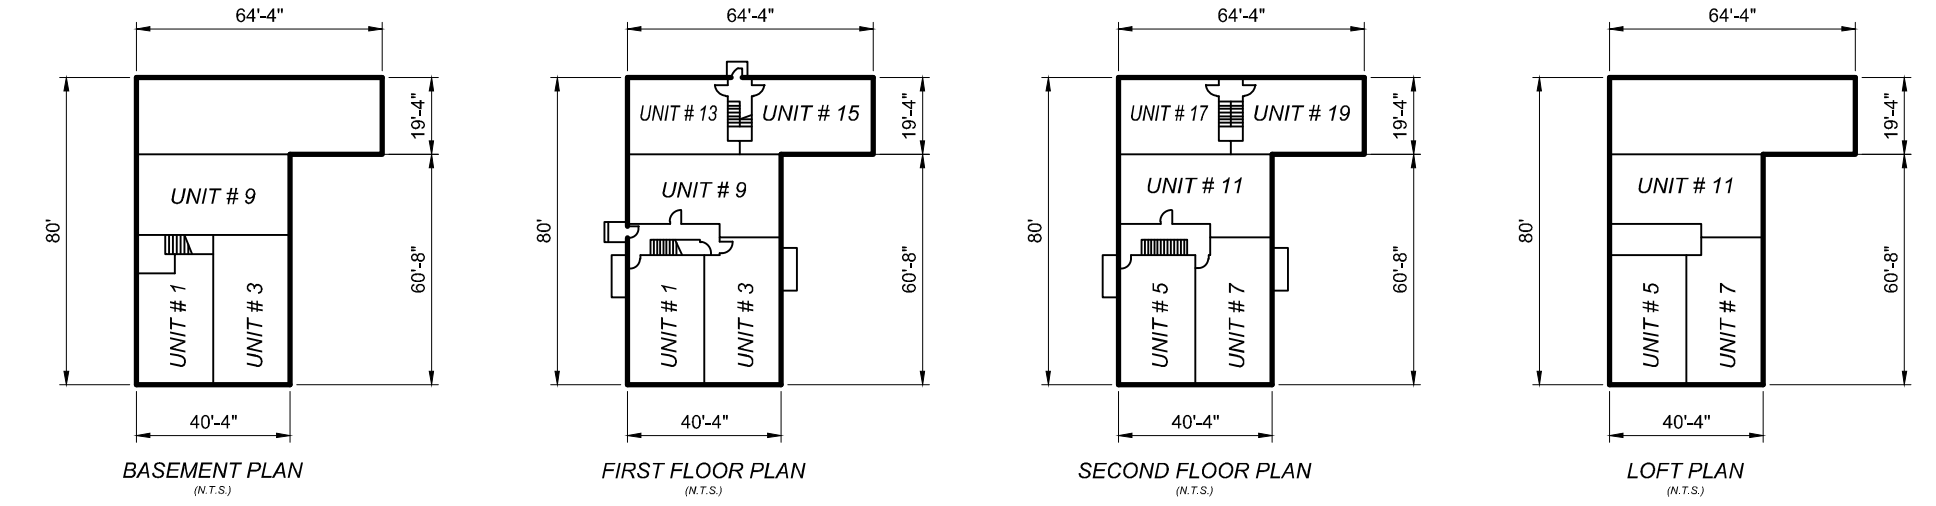 64'-4"
19'-4"
UNIT # 9
80'
60'-8"
UNIT # 1
UNIT # 3
40'-4"
BASEMENT PLAN
(N.T.S.)
64'-4"
UNIT # 13
UNIT # 15
19'-4"
UNIT # 9
80'
60'-8"
UNIT # 1
UNIT # 3
40'-4"
FIRST FLOOR PLAN
(N.T.S.)
64'-4"
UNIT # 17
UNIT # 19
19'-4"
UNIT # 11
80'
60'-8"
UNIT # 5
UNIT # 7
40'-4"
SECOND FLOOR PLAN
(N.T.S.)
64'-4"
19'-4"
UNIT # 11
80'
60'-8"
UNIT # 5
UNIT # 7
40'-4"
LOFT PLAN
(N.T.S.)